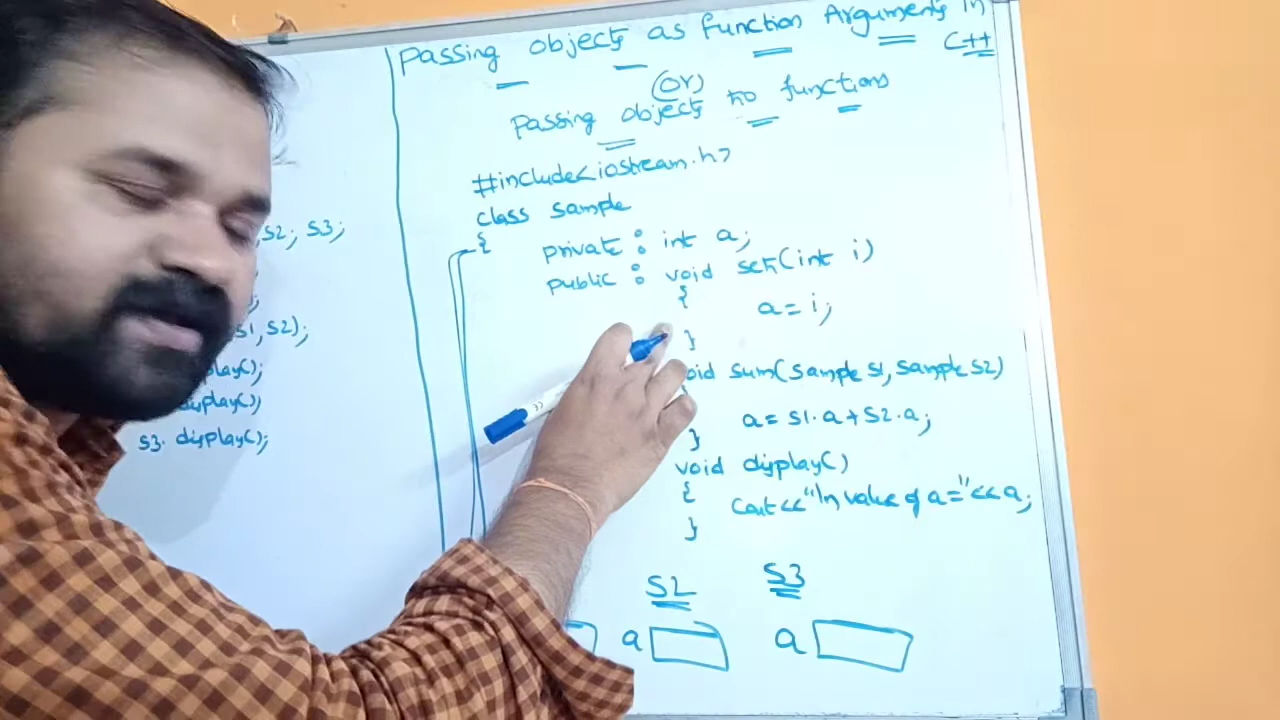 Passing objects as function Arguments in
C++
(or)
Passing objects to functions
#include<iostream.h>
class sample
{
private : int a;
public : void set(int i)
{
a = i;
}
void sum(sample s1, sample s2)
a = s1.a + s2.a;
}
void display()
{
cout<<"\n value of a="<<a;
}
s2; s3;
s1, s2);
play();
display();
s3. display();
S2
S3
a
a